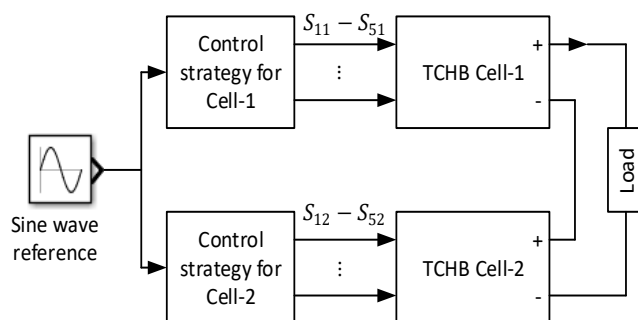 S₁₁ − S₅₁
Control
strategy for
Cell-1
⋮
TCHB Cell-1
+
-
Load
Sine wave
reference
S₁₂ − S₅₂
Control
strategy for
Cell-2
⋮
TCHB Cell-2
+
-